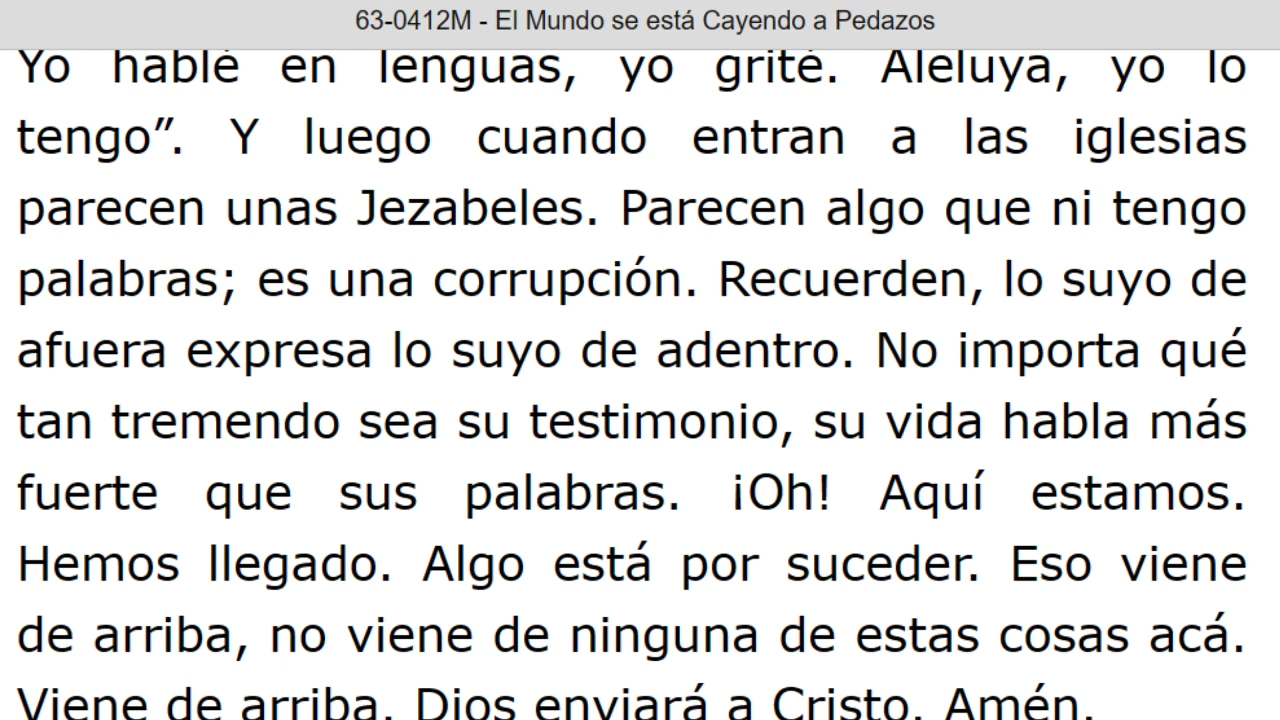 63-0412M - El Mundo se está Cayendo a Pedazos
Yo hablé en lenguas, yo grité. Aleluya, yo lo
tengo”. Y luego cuando entran a las iglesias
parecen unas Jezabeles. Parecen algo que ni tengo
palabras; es una corrupción. Recuerden, lo suyo de
afuera expresa lo suyo de adentro. No importa qué
tan tremendo sea su testimonio, su vida habla más
fuerte que sus palabras. ¡Oh! Aquí estamos.
Hemos llegado. Algo está por suceder. Eso viene
de arriba, no viene de ninguna de estas cosas acá.
Viene de arriba. Dios enviará a Cristo. Amén.